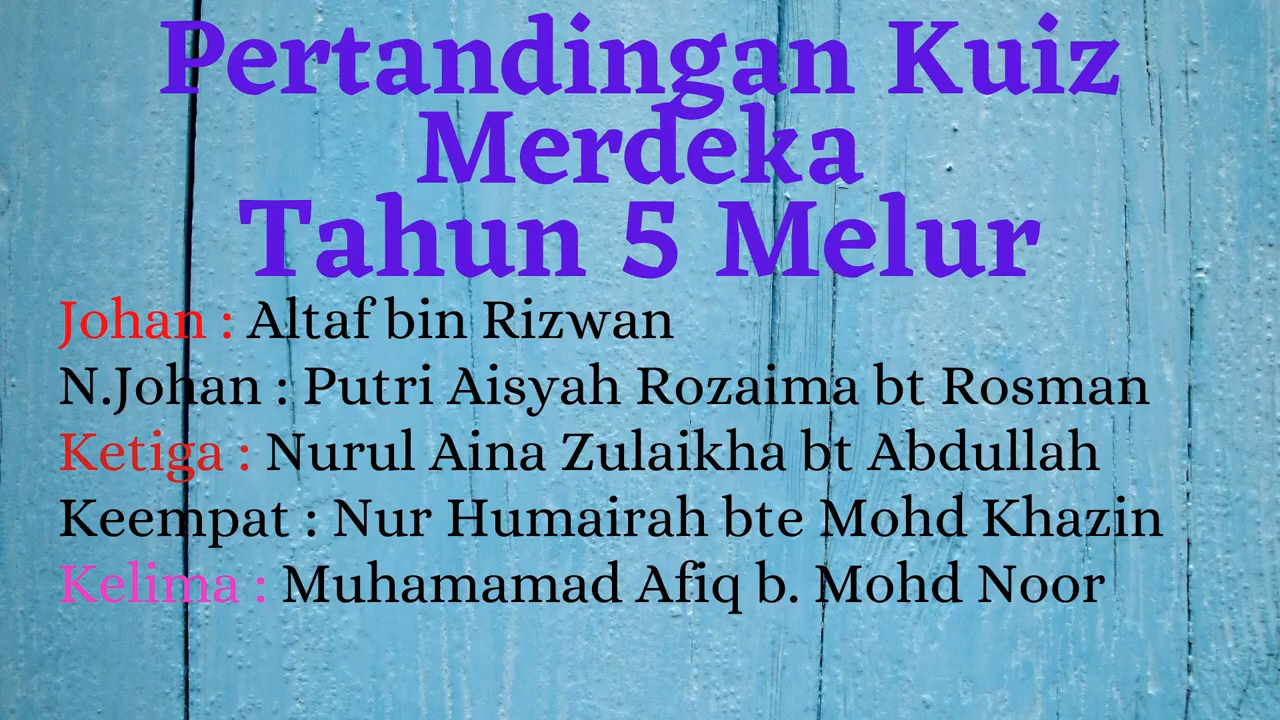 Pertandingan Kuiz
Merdeka
Tahun 5 Melur
Johan : Altaf bin Rizwan
N.Johan : Putri Aisyah Rozaima bt Rosman
Ketiga : Nurul Aina Zulaikha bt Abdullah
Keempat : Nur Humairah bte Mohd Khazin
Kelima : Muhamamad Afiq b. Mohd Noor